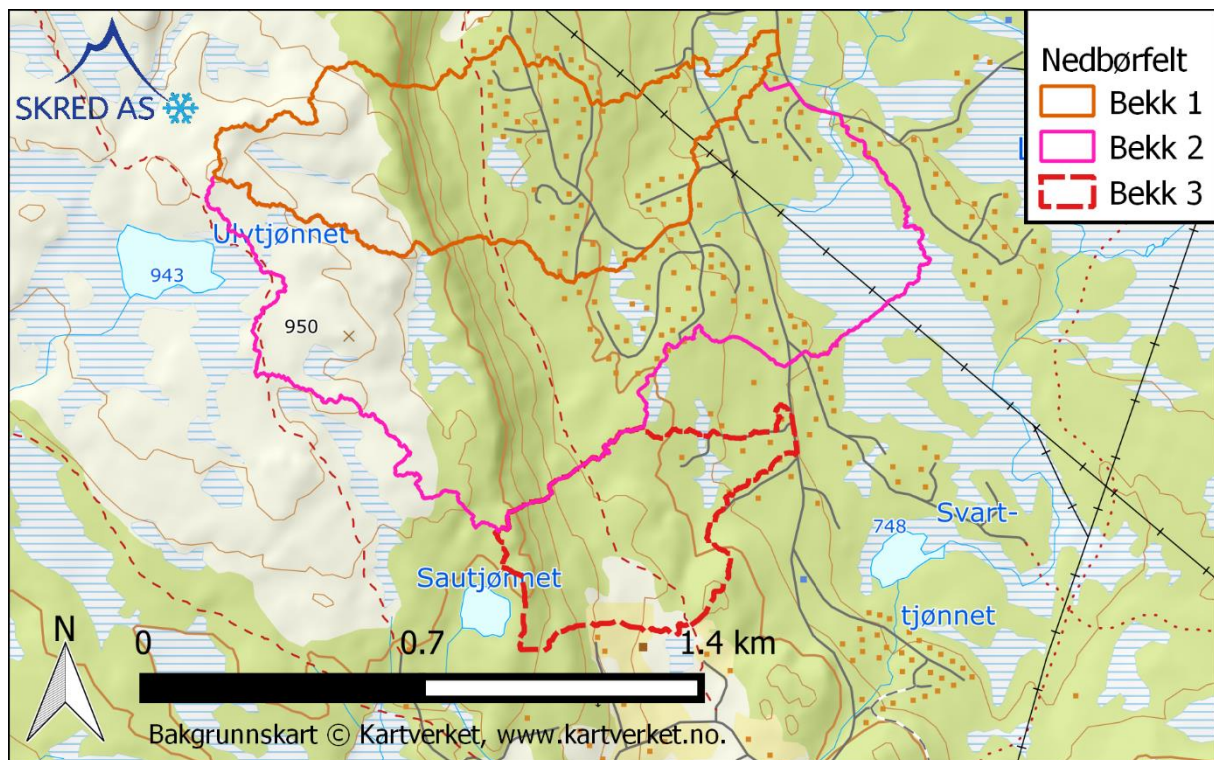 SKRED AS
Nedbørfelt
Bekk 1
Bekk 2
Bekk 3
Ulvtjønnet
943
950
748
Svart-
tjønnet
Sautjønnet
N
0
0.7
1.4 km
Bakgrunnskart © Kartverket, www.kartverket.no.